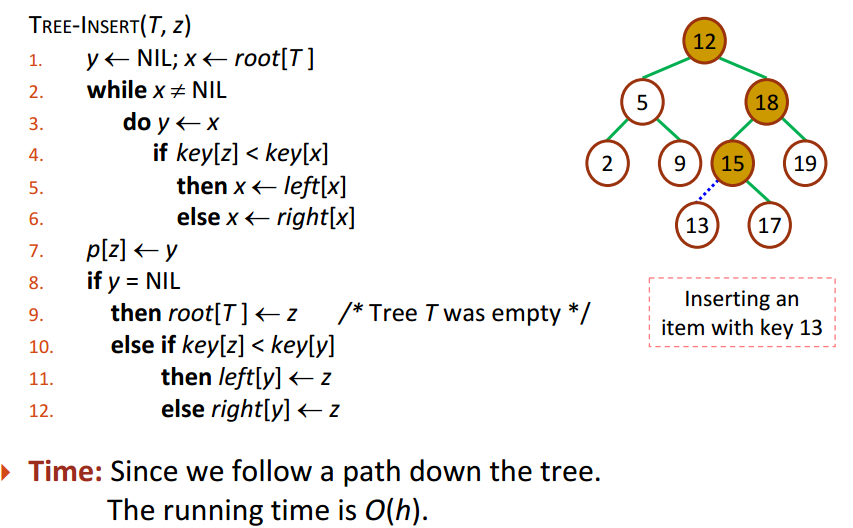 TREE-INSERT(T, z)
1. y ← NIL; x ← root[T ]
2. while x ≠ NIL
3. do y ← x
4. if key[z] < key[x]
5. then x ← left[x]
6. else x ← right[x]
7. p[z] ← y
8. if y = NIL
9. then root[T ] ← z /* Tree T was empty */
10. else if key[z] < key[y]
11. then left[y] ← z
12. else right[y] ← z
12
5 18
2 9 15 19
13 17
Inserting an
item with key 13
Time: Since we follow a path down the tree.
The running time is O(h).